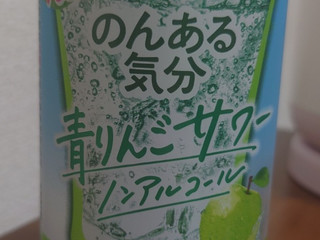 のんある
気分
青りんごサワー
ノンアルコール